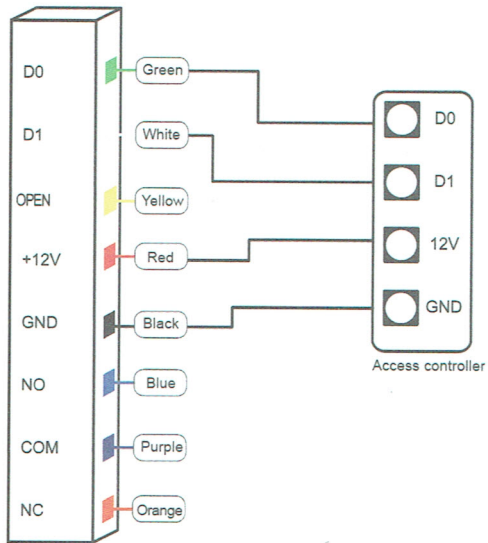 D0 Green
D1 White
OPEN Yellow
+12V Red
GND Black
NO Blue
COM Purple
NC Orange
D0
D1
12V
GND
Access controller